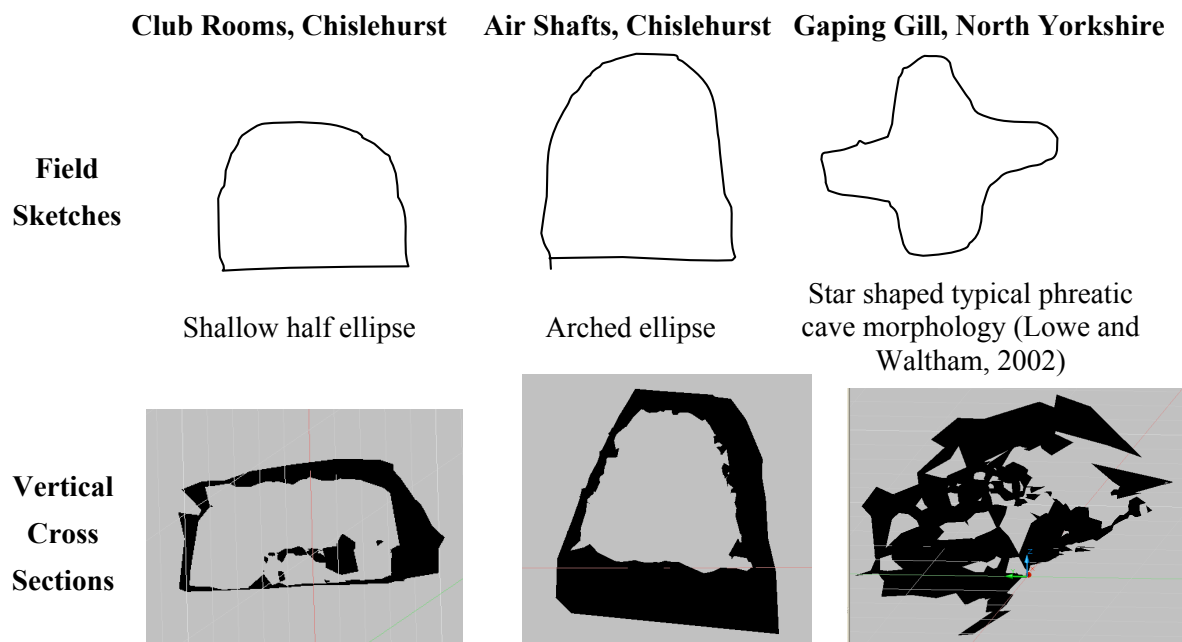 Club Rooms, Chislehurst
Air Shafts, Chislehurst
Gaping Gill, North Yorkshire
Field
Sketches
Shallow half ellipse
Arched ellipse
Star shaped typical phreatic
cave morphology (Lowe and
Waltham, 2002)
Vertical
Cross
Sections